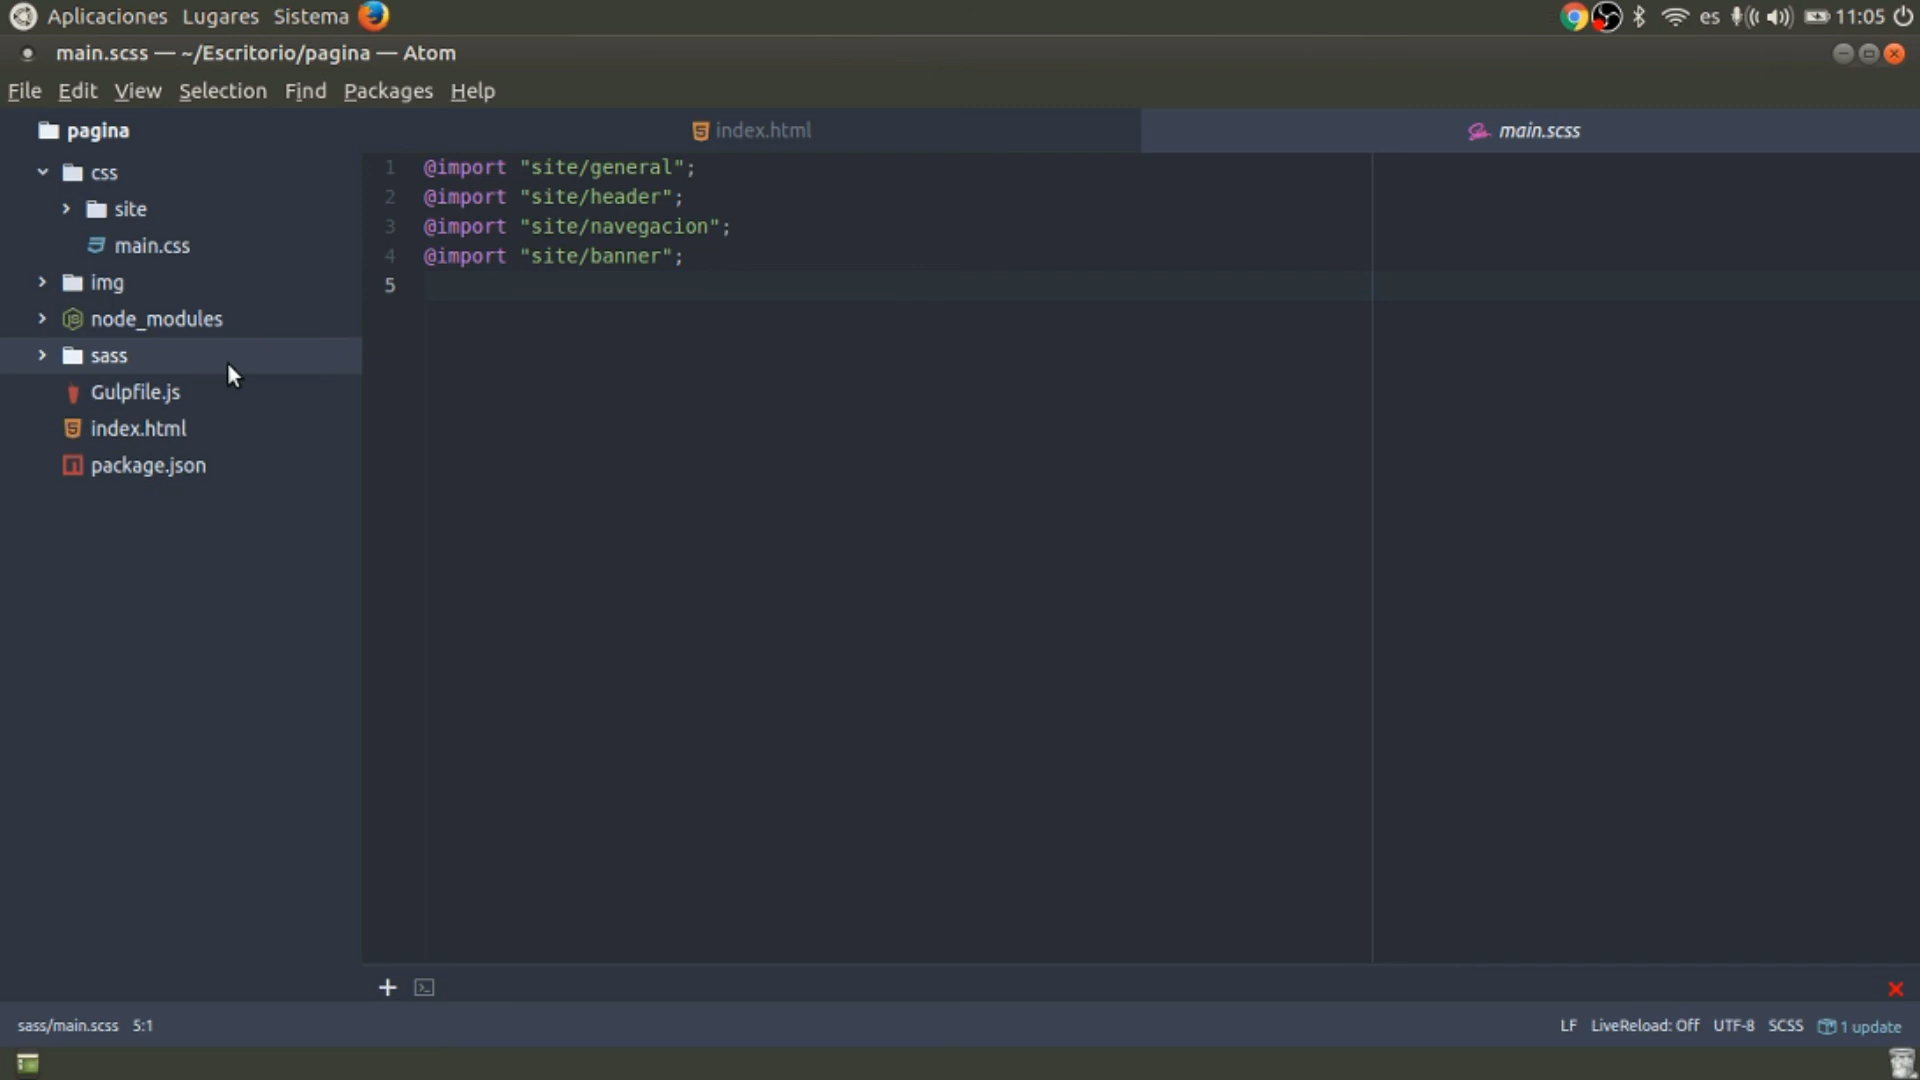 Aplicaciones Lugares Sistema es 11:05
main.scss — ~/Escritorio/pagina — Atom
File Edit View Selection Find Packages Help
pagina
css
site
main.css
img
node_modules
sass
Gulpfile.js
index.html
package.json
index.html main.scss
1 @import "site/general";
2 @import "site/header";
3 @import "site/navegacion";
4 @import "site/banner";
5
sass/main.scss 5:1 LF LiveReload: Off UTF-8 SCSS 1 update